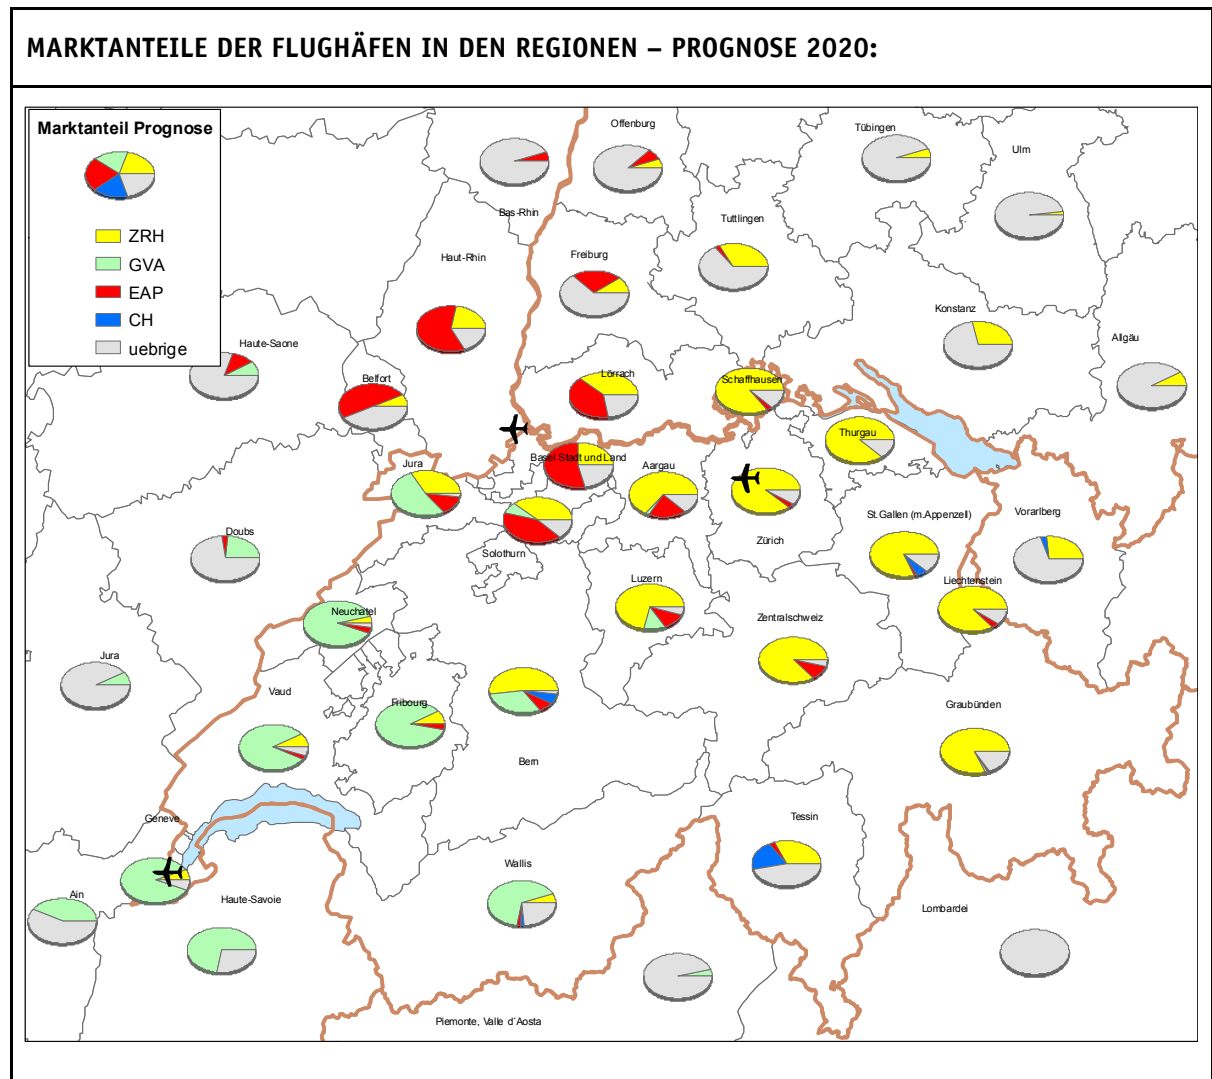 MARKTANTEILE DER FLUGHÄFEN IN DEN REGIONEN – PROGNOSE 2020:
Marktanteil Prognose
ZRH
GVA
EAP
CH
uebrige
Offenburg
Tübingen
Ulm
Bas-Rhin
Tuttlingen
Haut-Rhin
Freiburg
Konstanz
Allgäu
Haute-Saone
Belfort
Lörrach
Schaffhausen
Thurgau
Jura
Basel Stadt und Land
Aargau
Zürich
St.Gallen (m.Appenzell)
Vorarlberg
Doubs
Solothurn
Luzern
Liechtenstein
Neuchatel
Zentralschweiz
Jura
Vaud
Fribourg
Graubünden
Bern
Geneve
Tessin
Wallis
Ain
Haute-Savoie
Lombardei
Piemonte, Valle d´Aosta